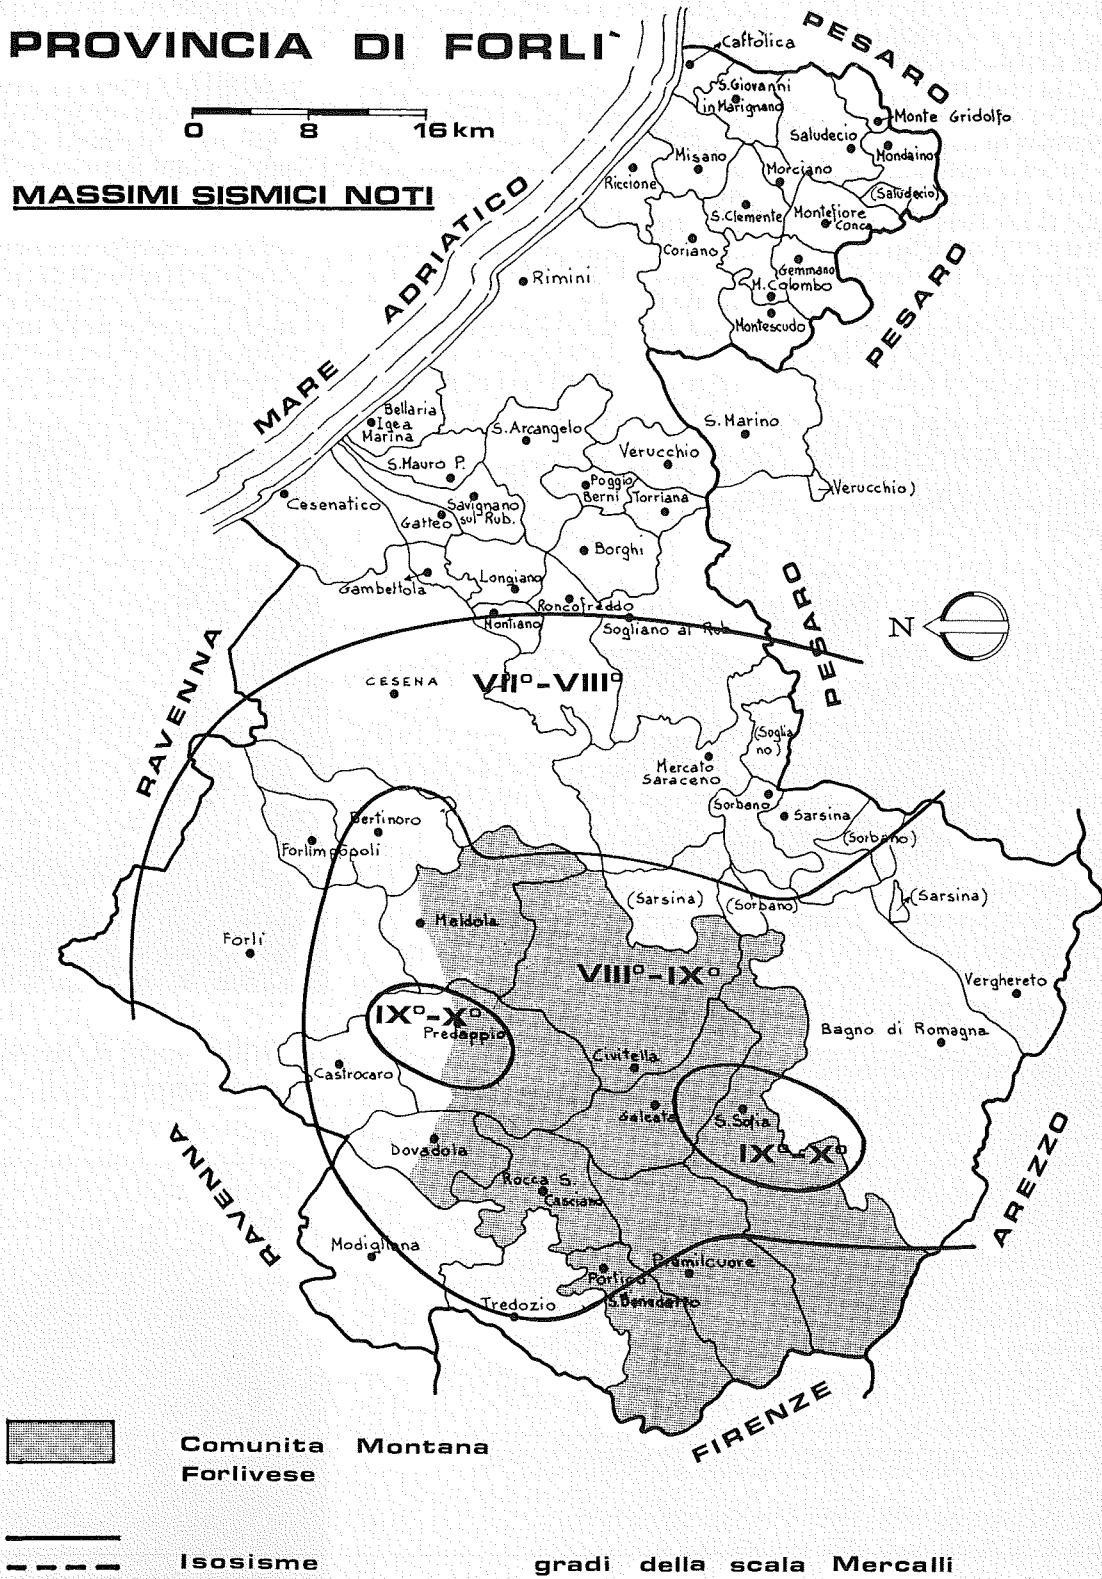 PROVINCIA DI FORLI`
0 8 16 km
MASSIMI SISMICI NOTI
MARE ADRIATICO
PESARO
Cattolica
S.Giovanni
in Marignano
Monte Gridolfo
Saludecio
Mondaino
Misano
Morciano
Riccione
(Saludecio)
S.Clemente
Montefiore
Conca
Coriano
Gemmano
M.Colombo
Montescudo
PESARO
Rimini
Bellaria
Igea
Marina
S.Arcangelo
S.Marino
Verucchio
S.Mauro P.
Poggio
Berni
Torriana
(Verucchio)
Cesenatico
Savignano
sul Rub.
Gatteo
Borghi
Gambettola
Longiano
Roncofreddo
Montiano
Sogliano al Rub.
PESARO
N
RAVENNA
CESENA
VII°-VIII°
(Soglia
no)
Mercato
Saraceno
Sorbano
Sarsina
(Sorbano)
Bertinoro
Forlimpopoli
(Sarsina)
(Sorbano)
(Sarsina)
Meldola
Forlì
VIII°-IX°
Verghereto
IX°-X°
Predappio
Bagno di Romagna
Civitella
Castrocaro
Galeata
S.Sofia
IX°-X°
Dovadola
RAVENNA
AREZZO
Rocca S.
Casciano
Modigliana
Premilcuore
Portico
S.Benedetto
Tredozio
FIRENZE
Comunita Montana
Forlivese
Isosisme gradi della scala Mercalli